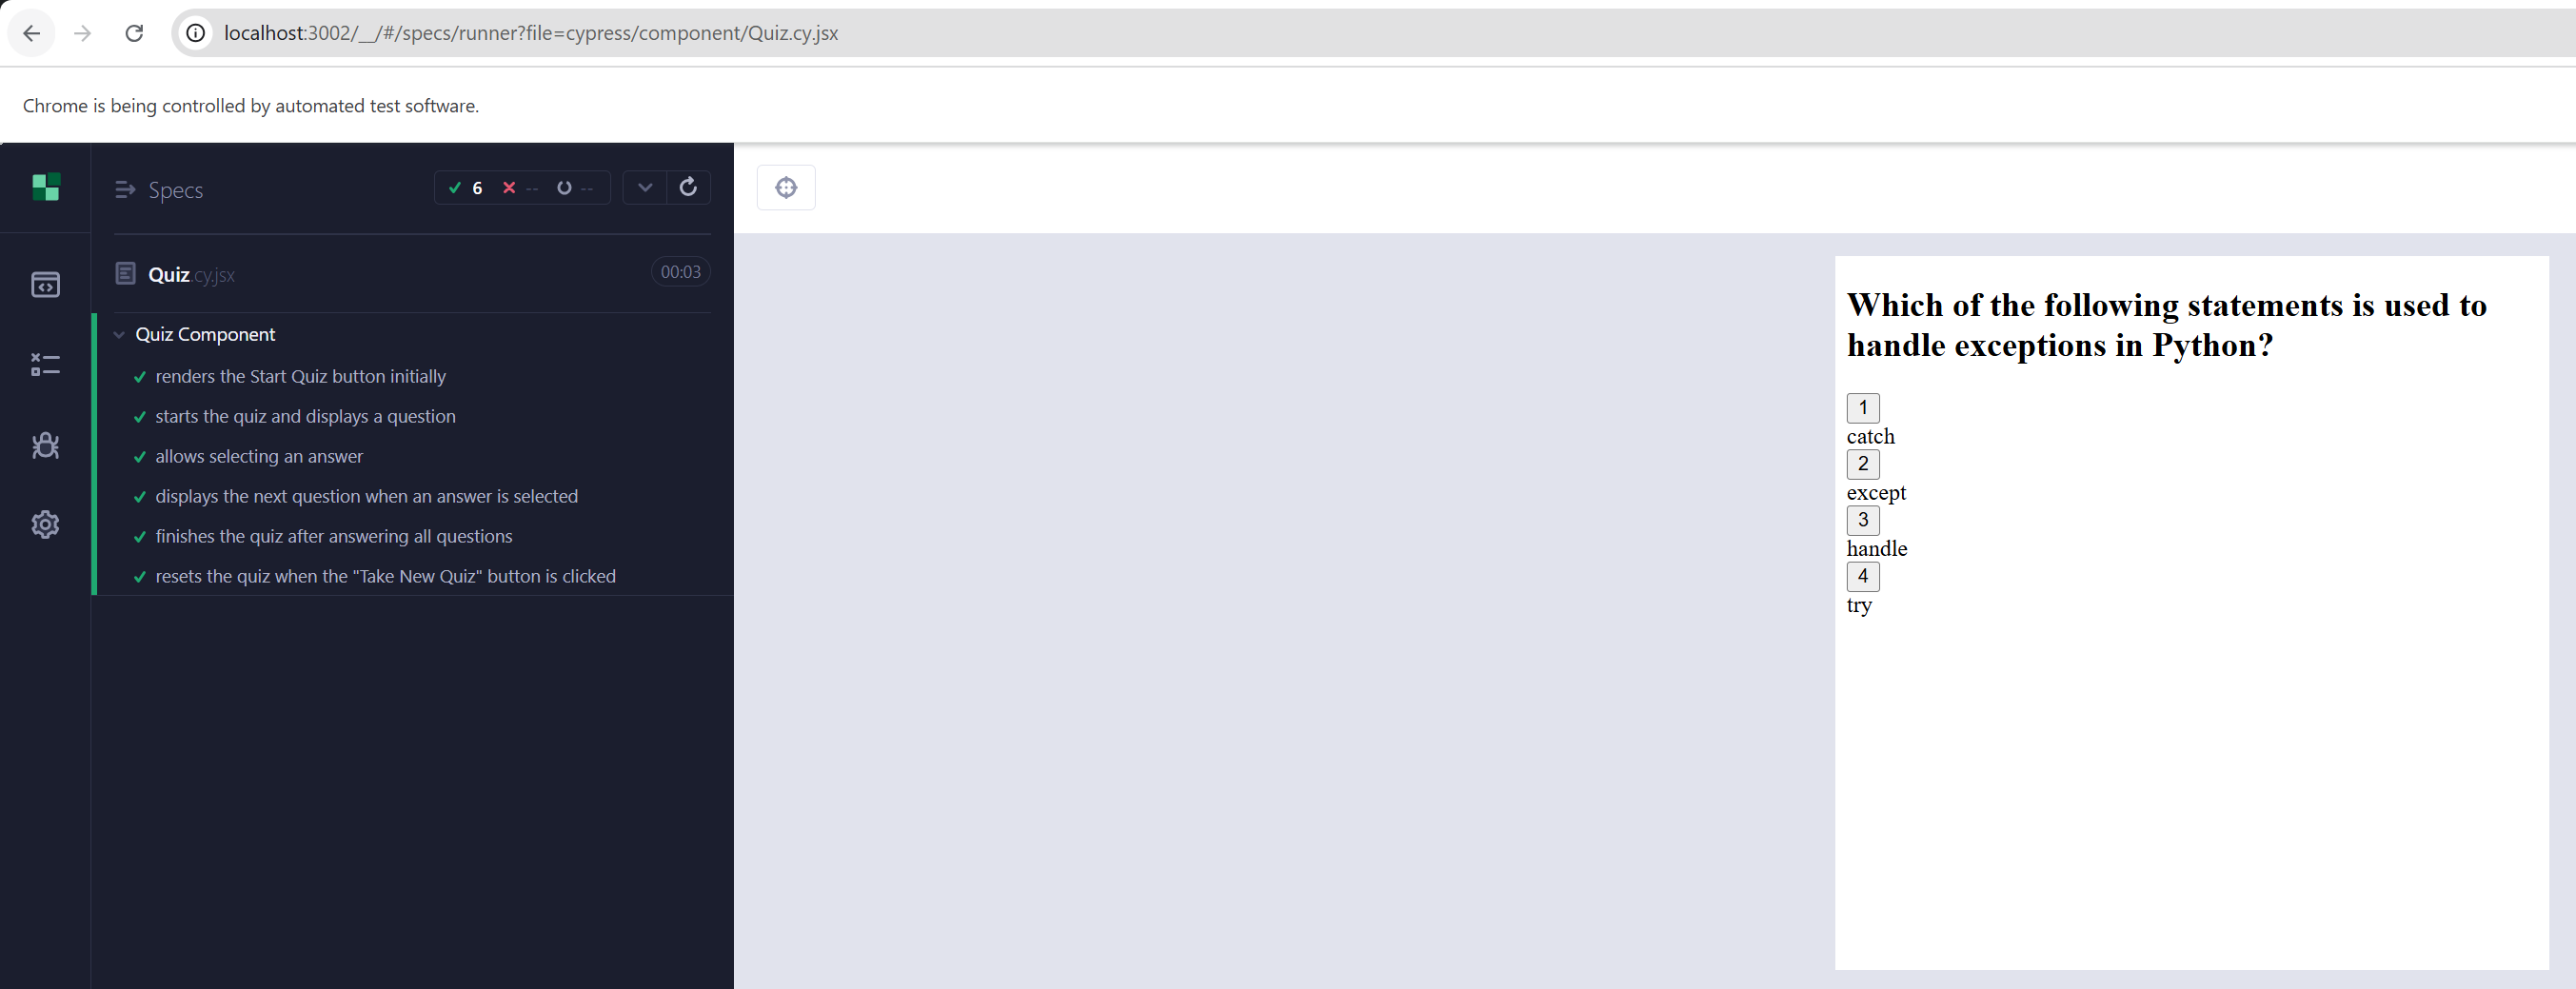 localhost:3002/__/#/specs/runner?file=cypress/component/Quiz.cy.jsx
Chrome is being controlled by automated test software.
Specs
6 -- --
Quiz.cy.jsx 00:03
Quiz Component
renders the Start Quiz button initially
starts the quiz and displays a question
allows selecting an answer
displays the next question when an answer is selected
finishes the quiz after answering all questions
resets the quiz when the "Take New Quiz" button is clicked
Which of the following statements is used to
handle exceptions in Python?
1
catch
2
except
3
handle
4
try